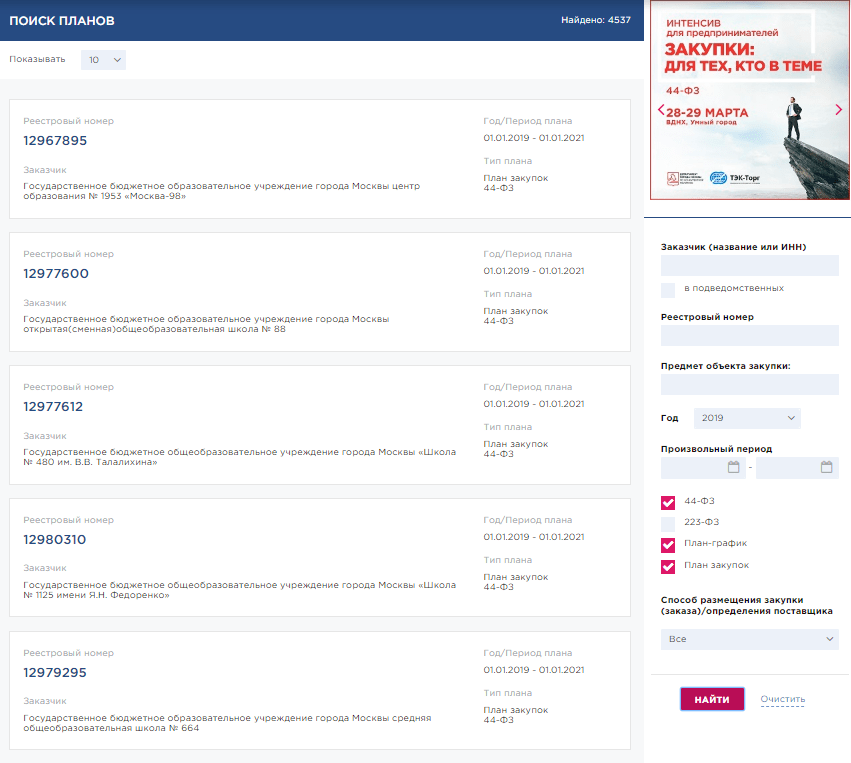 ПОИСК ПЛАНОВ
Найдено: 4537
Показывать
10
Реестровый номер
12967895
Заказчик
Государственное бюджетное образовательное учреждение города Москвы центр
образования № 1953 «Москва-98»
Год/Период плана
01.01.2019 - 01.01.2021
Тип плана
План закупок
44-ФЗ
Реестровый номер
12977600
Заказчик
Государственное бюджетное образовательное учреждение города Москвы
открытая(сменная)общеобразовательная школа № 88
Год/Период плана
01.01.2019 - 01.01.2021
Тип плана
План закупок
44-ФЗ
Реестровый номер
12977612
Заказчик
Государственное бюджетное общеобразовательное учреждение города Москвы «Школа
№ 480 им. В.В. Талалихина»
Год/Период плана
01.01.2019 - 01.01.2021
Тип плана
План закупок
44-ФЗ
Реестровый номер
12980310
Заказчик
Государственное бюджетное общеобразовательное учреждение города Москвы «Школа
№ 1125 имени Я.Н. Федоренко»
Год/Период плана
01.01.2019 - 01.01.2021
Тип плана
План закупок
44-ФЗ
Реестровый номер
12979295
Заказчик
Государственное бюджетное образовательное учреждение города Москвы средняя
общеобразовательная школа № 664
Год/Период плана
01.01.2019 - 01.01.2021
Тип плана
План закупок
44-ФЗ
ИНТЕНСИВ
для предпринимателей
ЗАКУПКИ:
ДЛЯ ТЕХ, КТО В ТЕМЕ
44-ФЗ
28-29 МАРТА
ВДНХ, Умный город
ТЭК-Торг
Заказчик (название или ИНН)
в подведомственных
Реестровый номер
Предмет объекта закупки:
Год
2019
Произвольный период
-
44-ФЗ
223-ФЗ
План-график
План закупок
Способ размещения закупки
(заказа)/определения поставщика
Все
НАЙТИ
Очистить